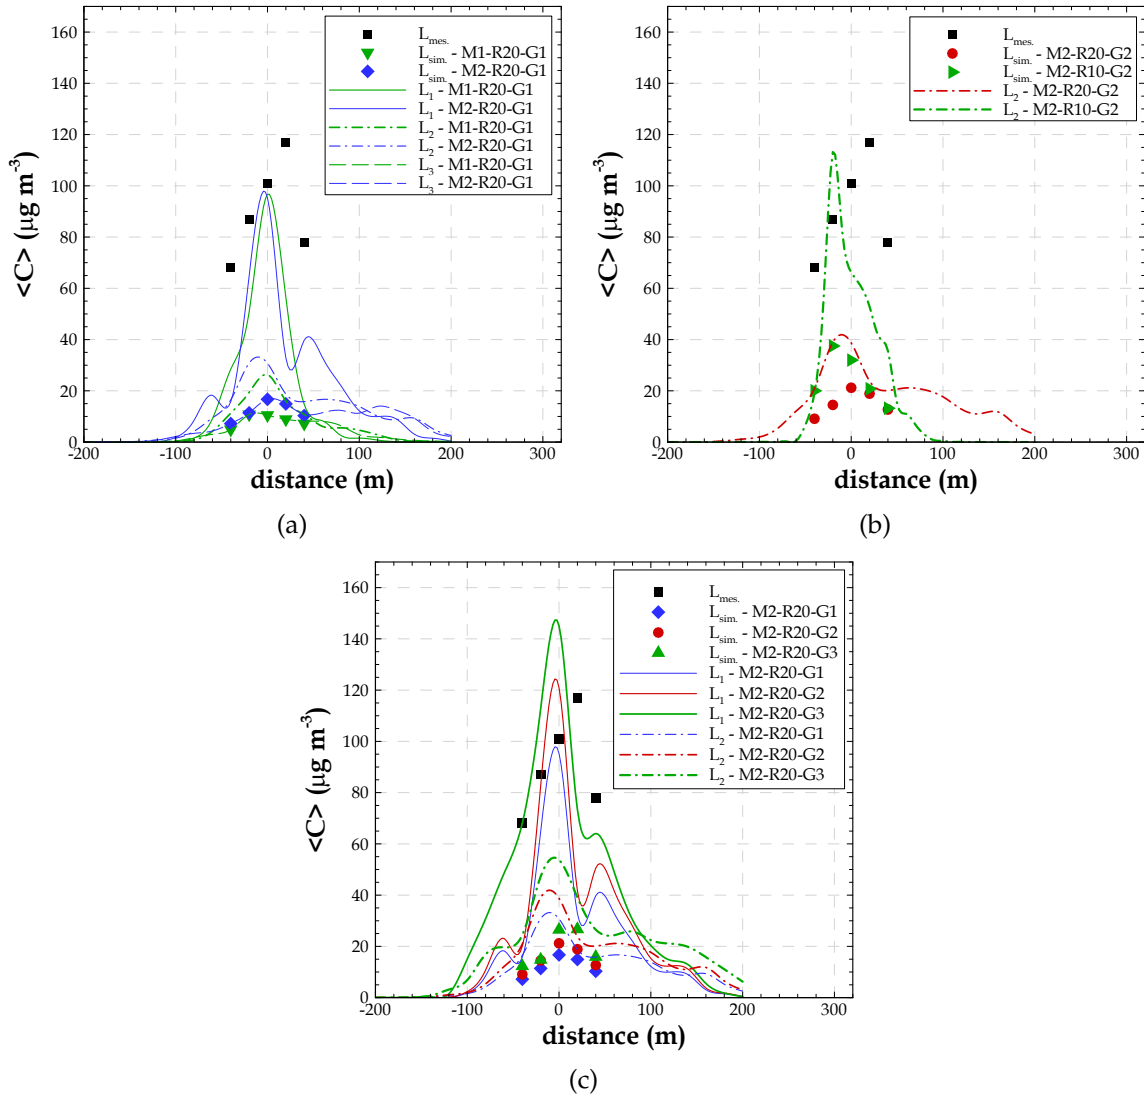 160
140
120
100
80
60
40
20
0
<C> (µg m-3)
-200
-100
0
100
200
300
distance (m)
Lmes.
Lsim. - M1-R20-G1
Lsim. - M2-R20-G1
L1 - M1-R20-G1
L1 - M2-R20-G1
L2 - M1-R20-G1
L2 - M2-R20-G1
L3 - M1-R20-G1
L3 - M2-R20-G1
(a)
160
140
120
100
80
60
40
20
0
<C> (µg m-3)
-200
-100
0
100
200
300
distance (m)
Lmes.
Lsim. - M2-R20-G2
Lsim. - M2-R10-G2
L2 - M2-R20-G2
L2 - M2-R10-G2
(b)
160
140
120
100
80
60
40
20
0
<C> (µg m-3)
-200
-100
0
100
200
300
distance (m)
Lmes.
Lsim. - M2-R20-G1
Lsim. - M2-R20-G2
Lsim. - M2-R20-G3
L1 - M2-R20-G1
L1 - M2-R20-G2
L1 - M2-R20-G3
L2 - M2-R20-G1
L2 - M2-R20-G2
L2 - M2-R20-G3
(c)